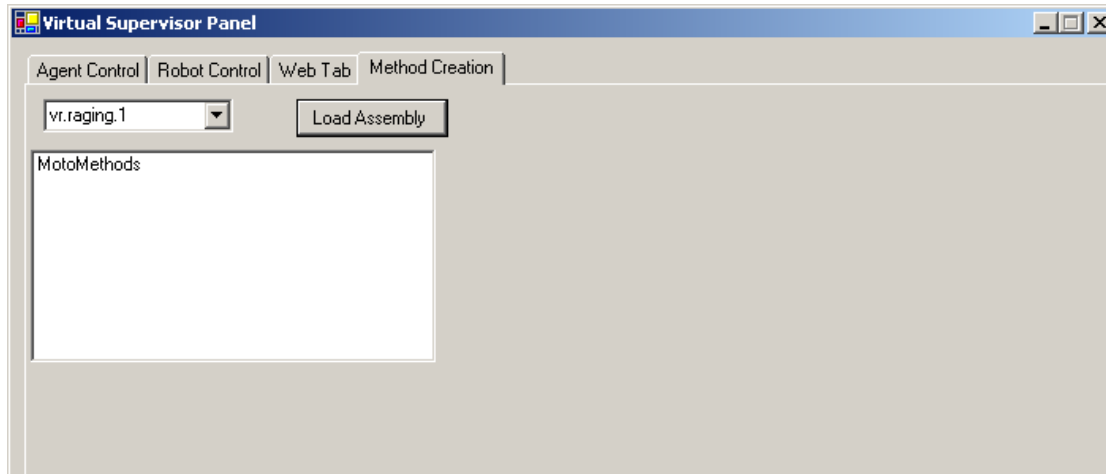 Virtual Supervisor Panel
Agent Control Robot Control Web Tab Method Creation
vr.raging.1 Load Assembly
MotoMethods